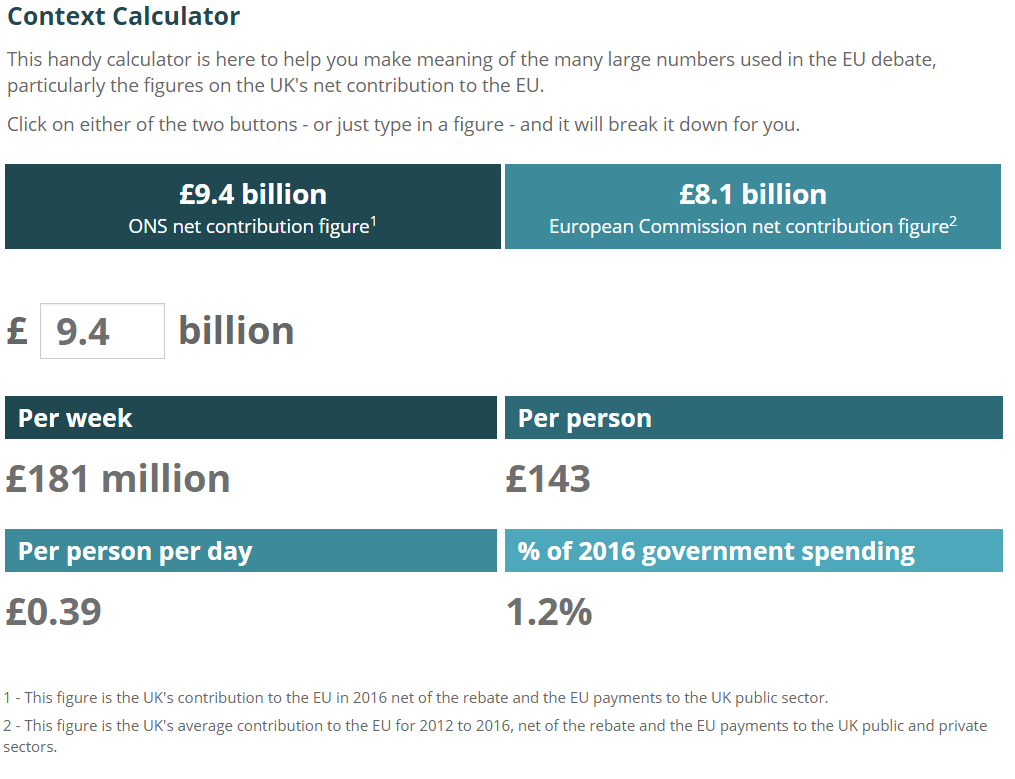 Context Calculator
This handy calculator is here to help you make meaning of the many large numbers used in the EU debate,
particularly the figures on the UK's net contribution to the EU.
Click on either of the two buttons - or just type in a figure - and it will break it down for you.
£9.4 billion
ONS net contribution figure1
£8.1 billion
European Commission net contribution figure2
£ 9.4 billion
Per week
£181 million
Per person
£143
Per person per day
£0.39
% of 2016 government spending
1.2%
1 - This figure is the UK's contribution to the EU in 2016 net of the rebate and the EU payments to the UK public sector.
2 - This figure is the UK's average contribution to the EU for 2012 to 2016, net of the rebate and the EU payments to the UK public and private
sectors.